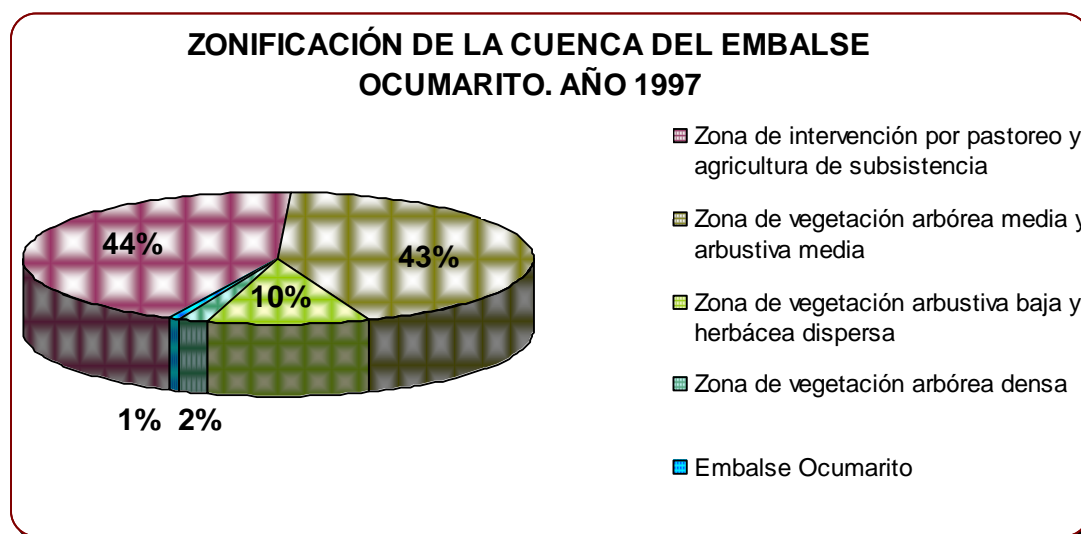 ZONIFICACIÓN DE LA CUENCA DEL EMBALSE
OCUMARITO. AÑO 1997
Zona de intervención por pastoreo y
agricultura de subsistencia
Zona de vegetación arbórea media y
arbustiva media
Zona de vegetación arbustiva baja y
herbácea dispersa
Zona de vegetación arbórea densa
Embalse Ocumarito
44%
43%
10%
1% 2%